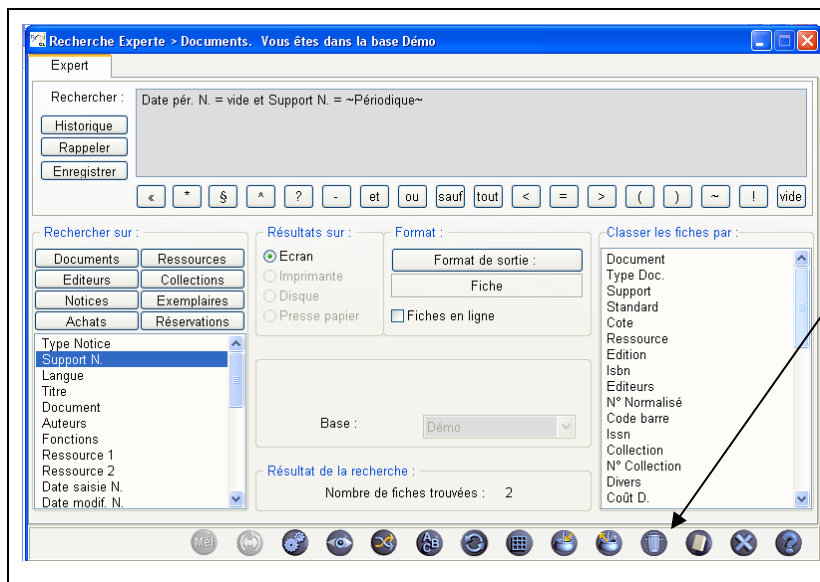 Recherche Experte > Documents. Vous êtes dans la base Démo
Expert
Rechercher :
Date pér. N. = vide et Support N. = ~Périodique~
Historique
Rappeler
Enregistrer
« * § ^ ? - et ou sauf tout < = > ( ) ~ ! vide
Rechercher sur :
Documents Ressources
Editeurs Collections
Notices Exemplaires
Achats Réservations
Type Notice
Support N.
Langue
Titre
Document
Auteurs
Fonctions
Ressource 1
Ressource 2
Date saisie N.
Date modif. N.
Résultats sur :
Ecran
Imprimante
Disque
Presse papier
Format :
Format de sortie :
Fiche
Fiches en ligne
Base : Démo
Résultat de la recherche :
Nombre de fiches trouvées : 2
Classer les fiches par :
Document
Type Doc.
Support
Standard
Cote
Ressource
Edition
Isbn
Editeurs
N° Normalisé
Code barre
Issn
Collection
N° Collection
Divers
Coût D.
Mél
ABC
?